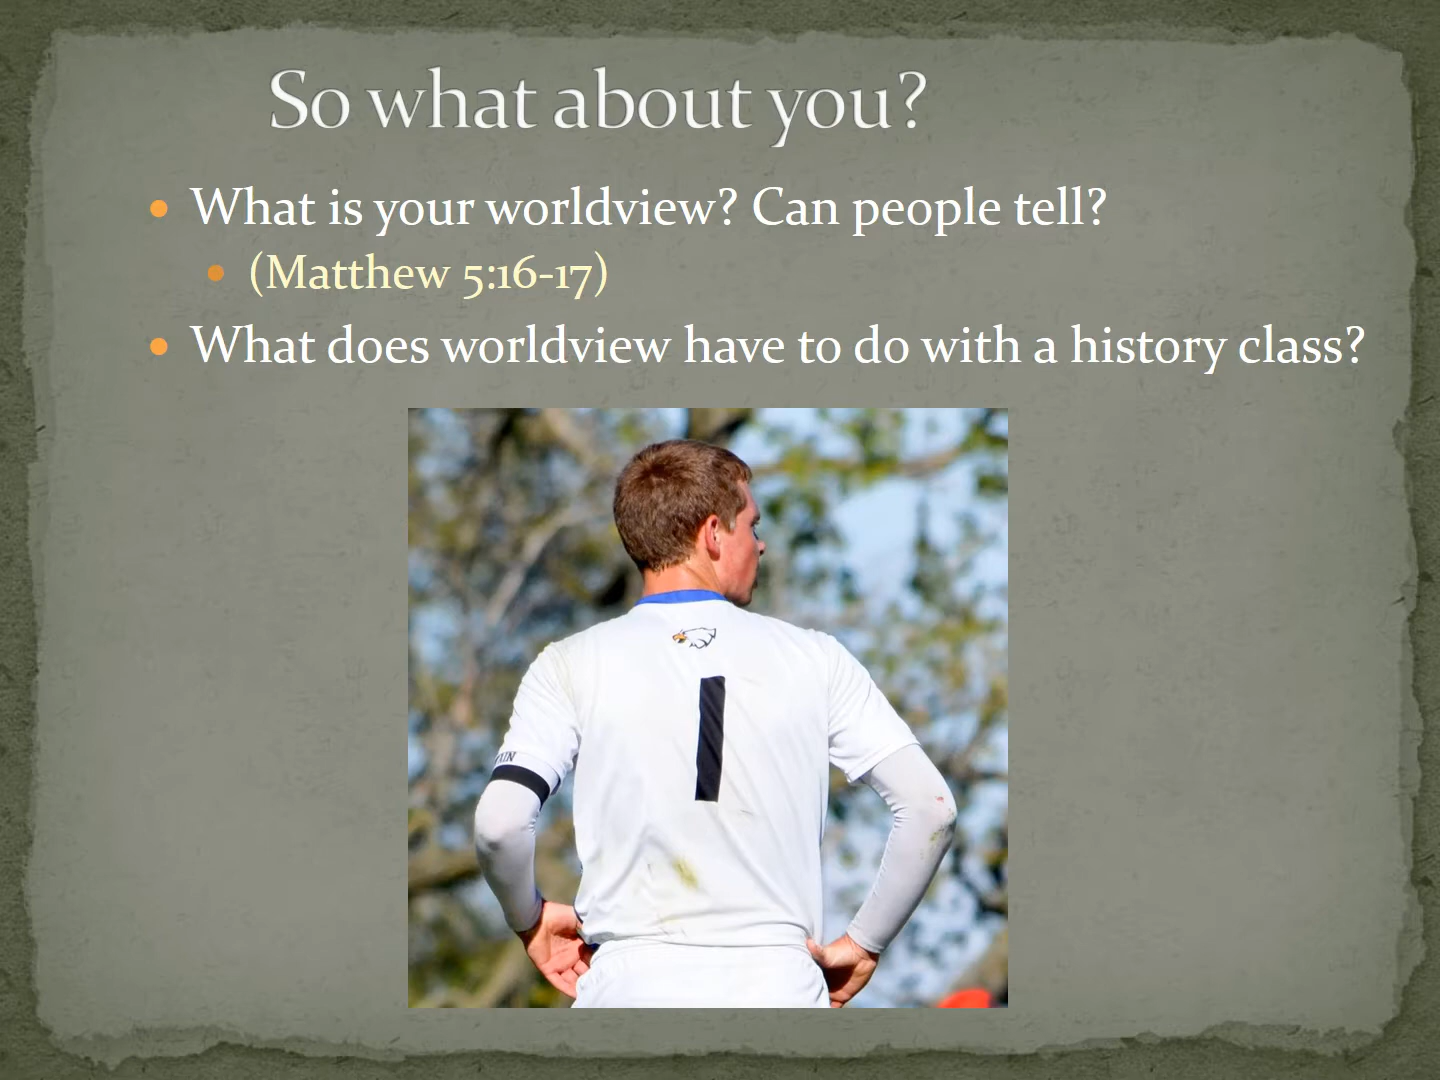 So what about you?
What is your worldview? Can people tell?
(Matthew 5:16-17)
What does worldview have to do with a history class?
1